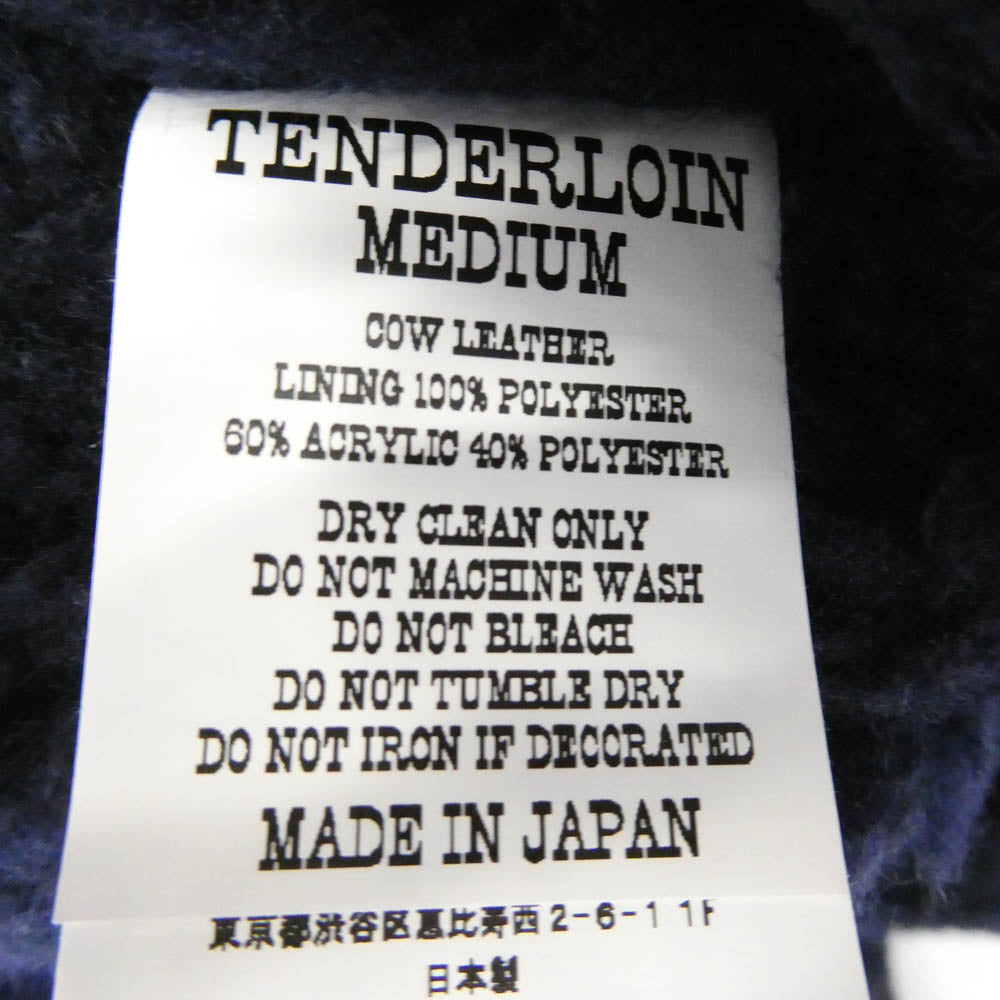 TENDERLOIN
MEDIUM
COW LEATHER
LINING 100% POLYESTER
60% ACRYLIC 40% POLYESTER
DRY CLEAN ONLY
DO NOT MACHINE WASH
DO NOT BLEACH
DO NOT TUMBLE DRY
DO NOT IRON IF DECORATED
MADE IN JAPAN
東京都渋谷区恵比寿西2-6-1 1F
日本製